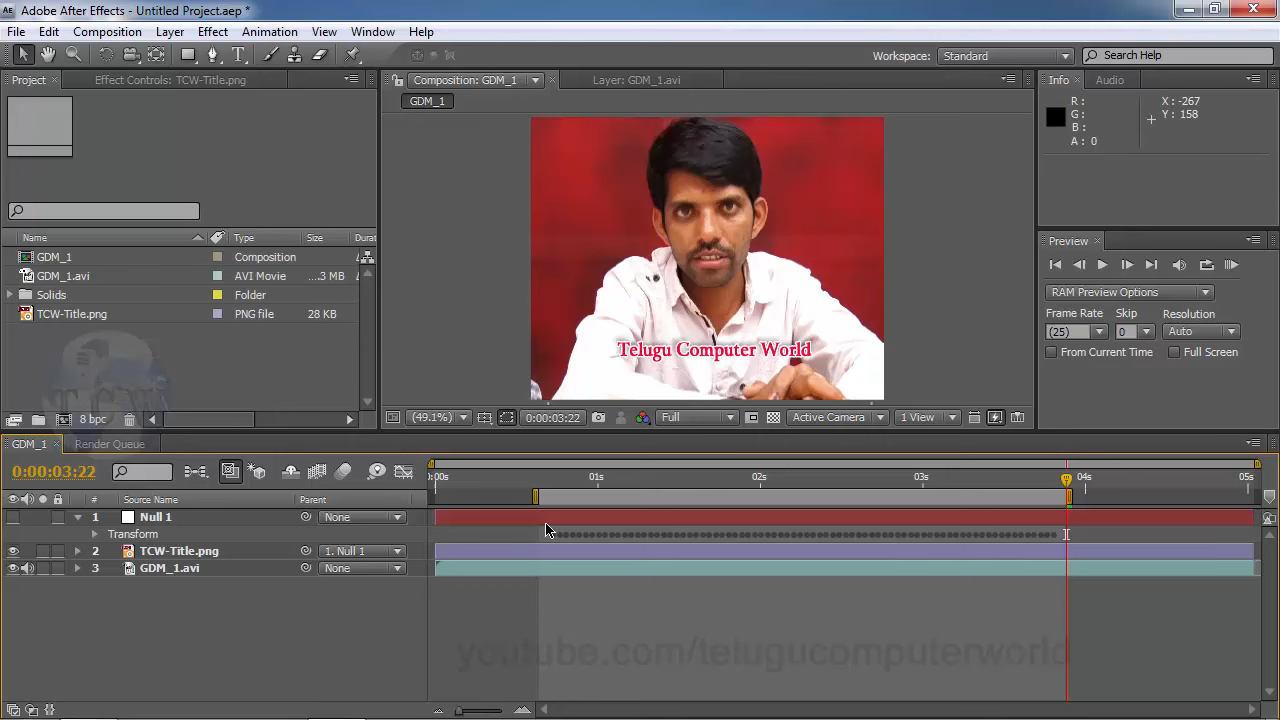 Adobe After Effects - Untitled Project.aep *
File Edit Composition Layer Effect Animation View Window Help
Workspace: Standard Search Help
Project Effect Controls: TCW-Title.png Composition: GDM_1 Layer: GDM_1.avi Info Audio
GDM_1
R: X: -267
G: Y: 158
B:
A: 0
Name Type Size Durat
GDM_1 Composition
GDM_1.avi AVI Movie ....3 MB
Solids Folder
TCW-Title.png PNG file 28 KB
8 bpc
Telugu Computer World
(49.1%) 0:00:03:22 Full Active Camera 1 View
Preview
RAM Preview Options
Frame Rate Skip Resolution
(25) 0 Auto
From Current Time Full Screen
GDM_1 Render Queue
0:00:03:22
:00s 01s 02s 03s 04s 05s
# Source Name Parent
1 Null 1 None
Transform
2 TCW-Title.png 1. Null 1
3 GDM_1.avi None
youtube.com/telugucomputerworld